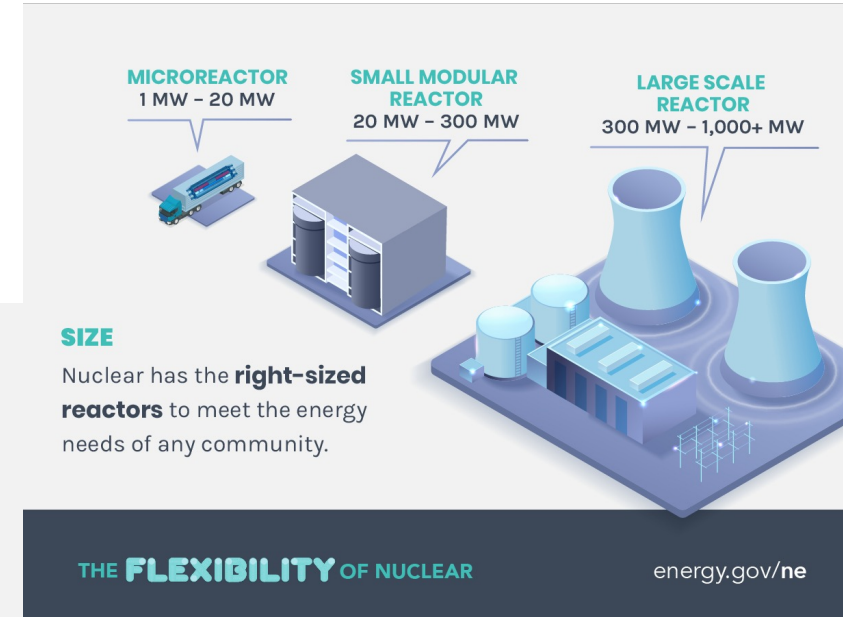 MICROREACTOR
1 MW – 20 MW
SMALL MODULAR
REACTOR
20 MW – 300 MW
LARGE SCALE
REACTOR
300 MW – 1,000+ MW
SIZE
Nuclear has the right-sized
reactors to meet the energy
needs of any community.
THE FLEXIBILITY OF NUCLEAR
energy.gov/ne